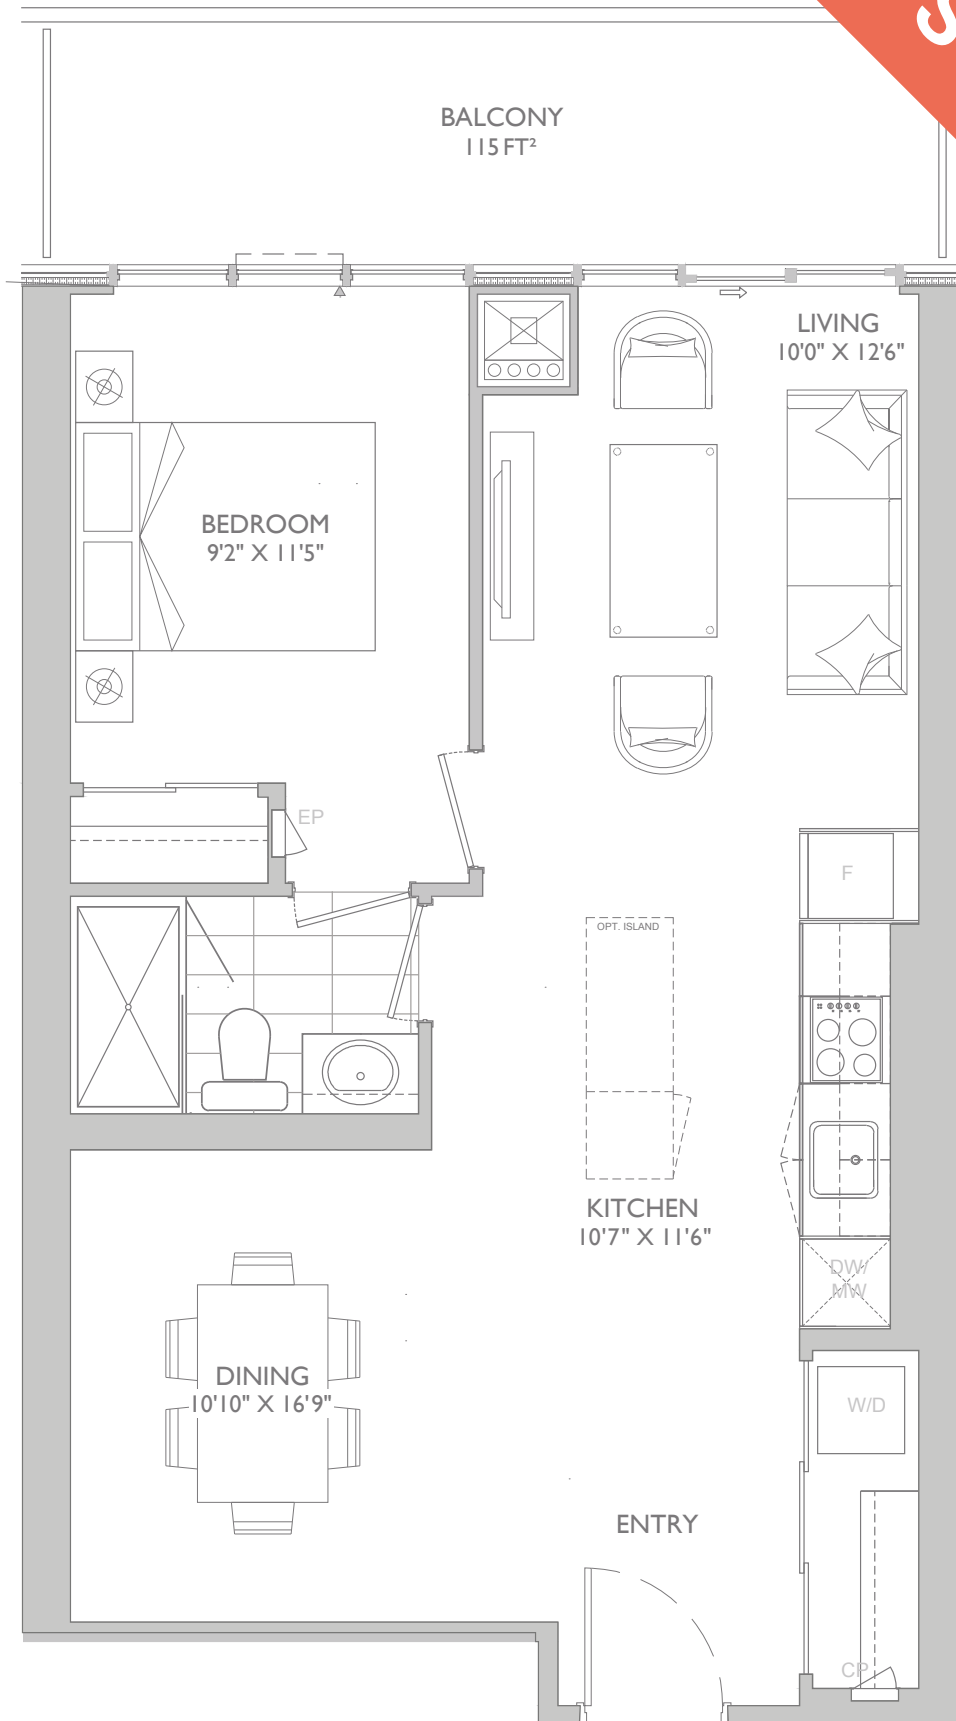 S
BALCONY
115 FT²
LIVING
10'0" X 12'6"
BEDROOM
9'2" X 11'5"
EP
F
OPT. ISLAND
KITCHEN
10'7" X 11'6"
DW/
MW
DINING
10'10" X 16'9"
W/D
ENTRY
CP